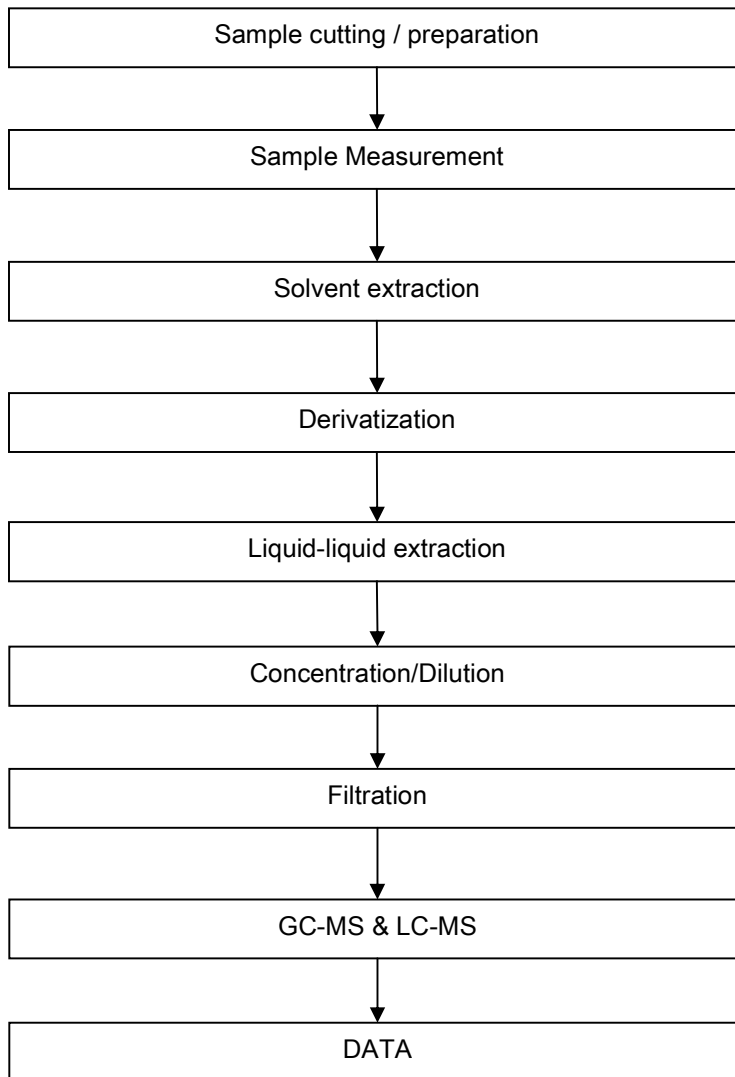 Sample cutting / preparation
Sample Measurement
Solvent extraction
Derivatization
Liquid-liquid extraction
Concentration/Dilution
Filtration
GC-MS & LC-MS
DATA